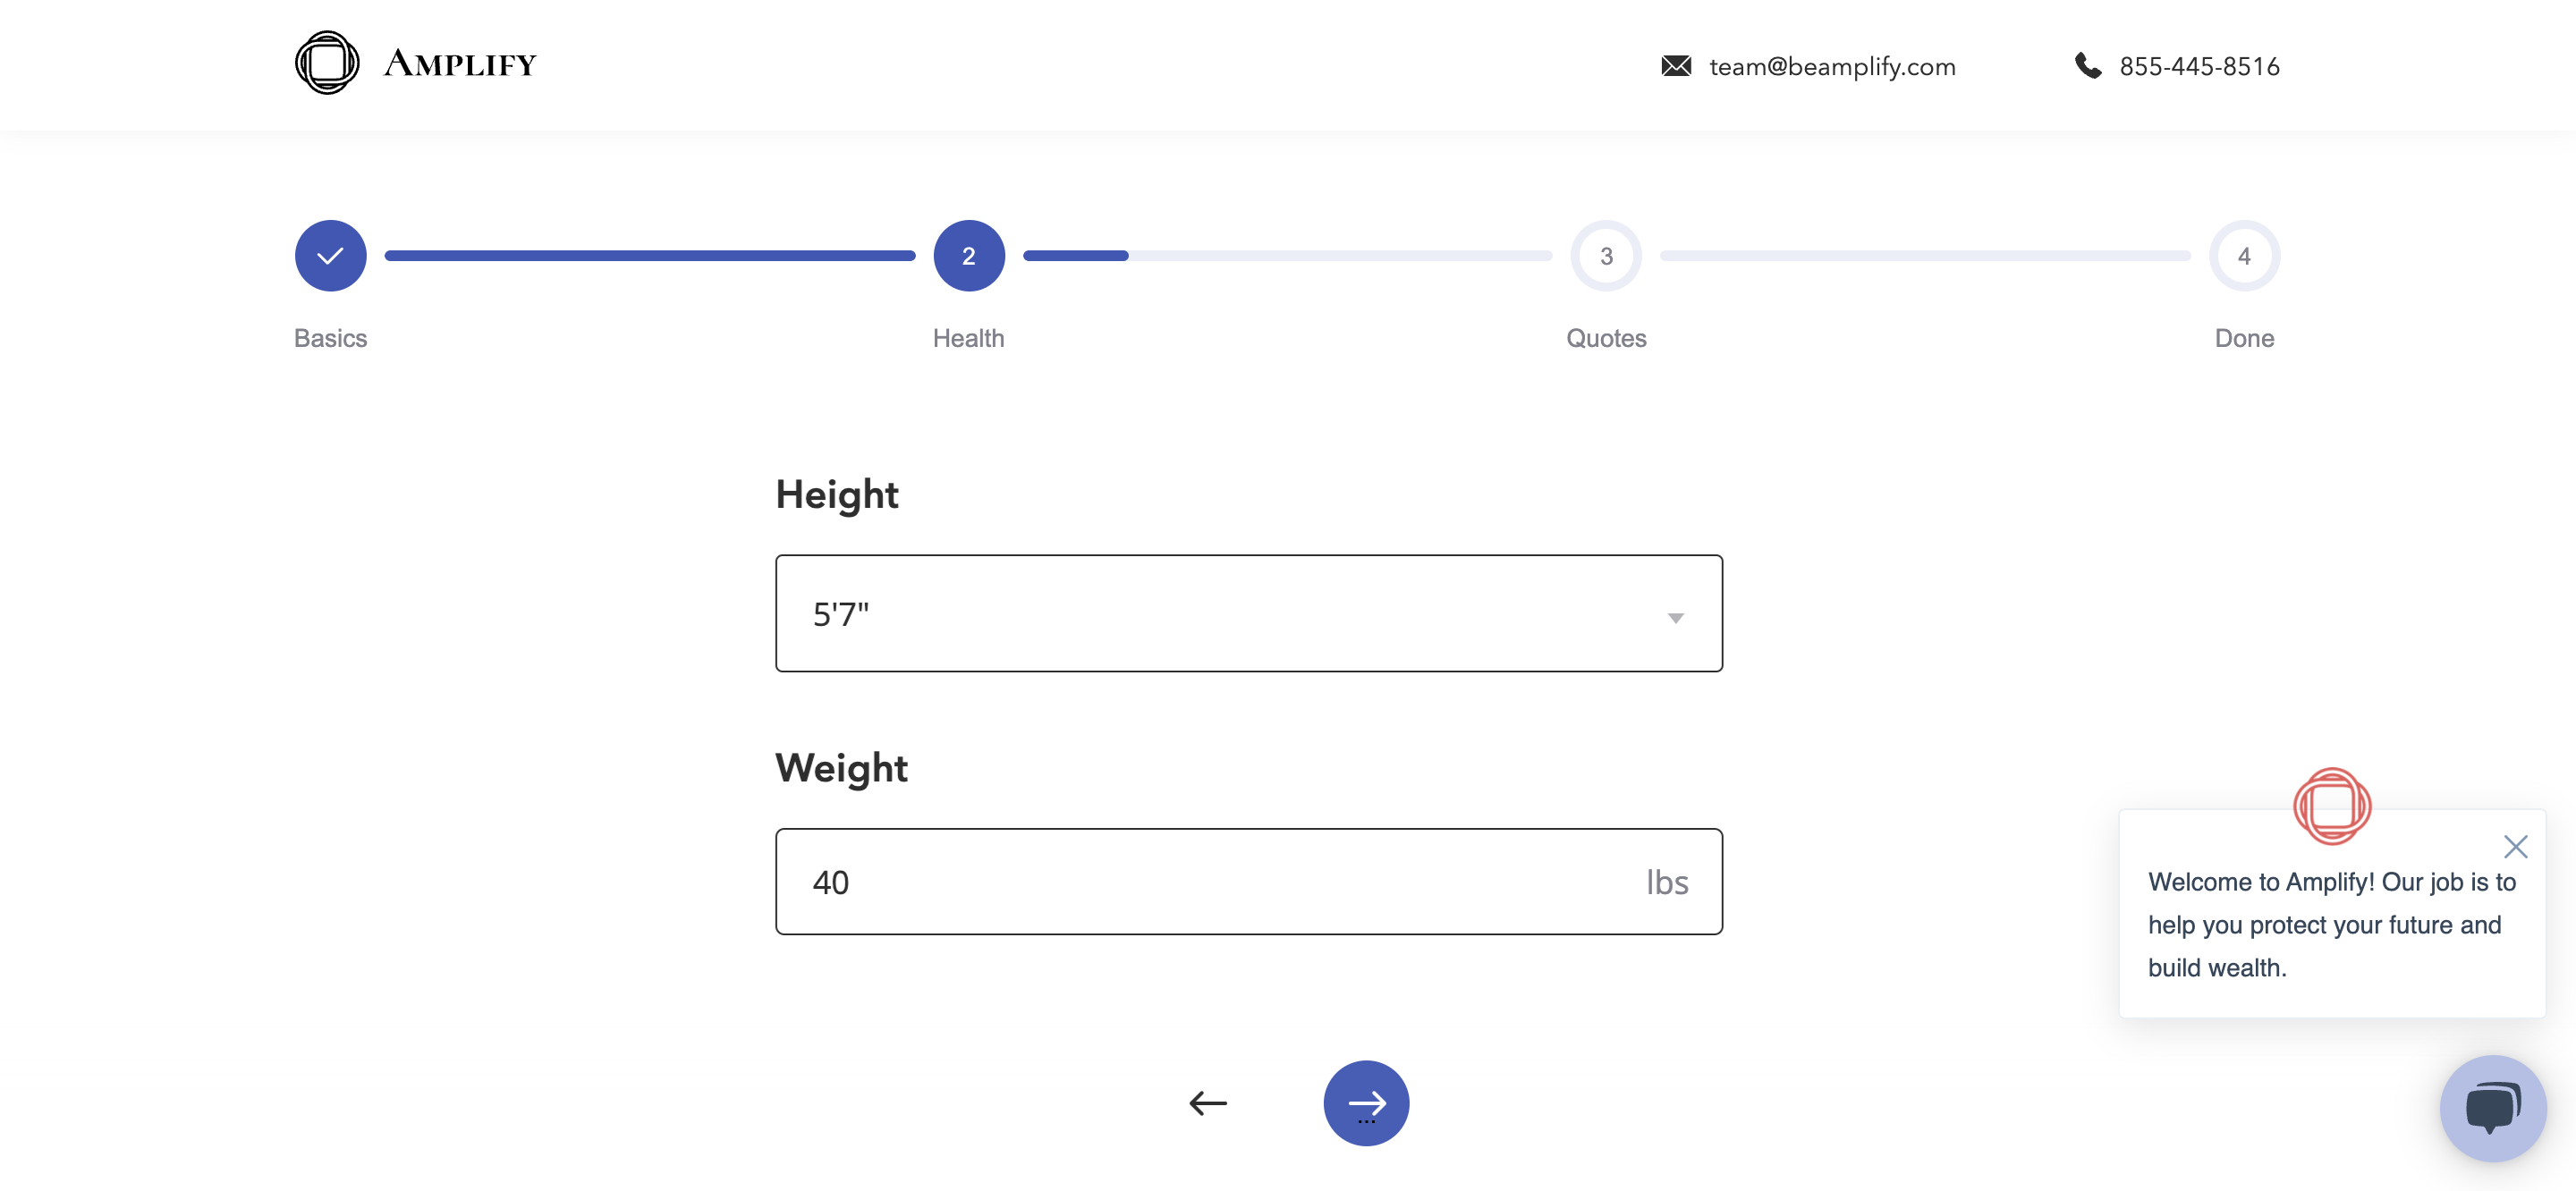 AMPLIFY
team@beamplify.com
855-445-8516
2
3
4
Basics
Health
Quotes
Done
Height
5'7"
Weight
40
lbs
Welcome to Amplify! Our job is to
help you protect your future and
build wealth.
...